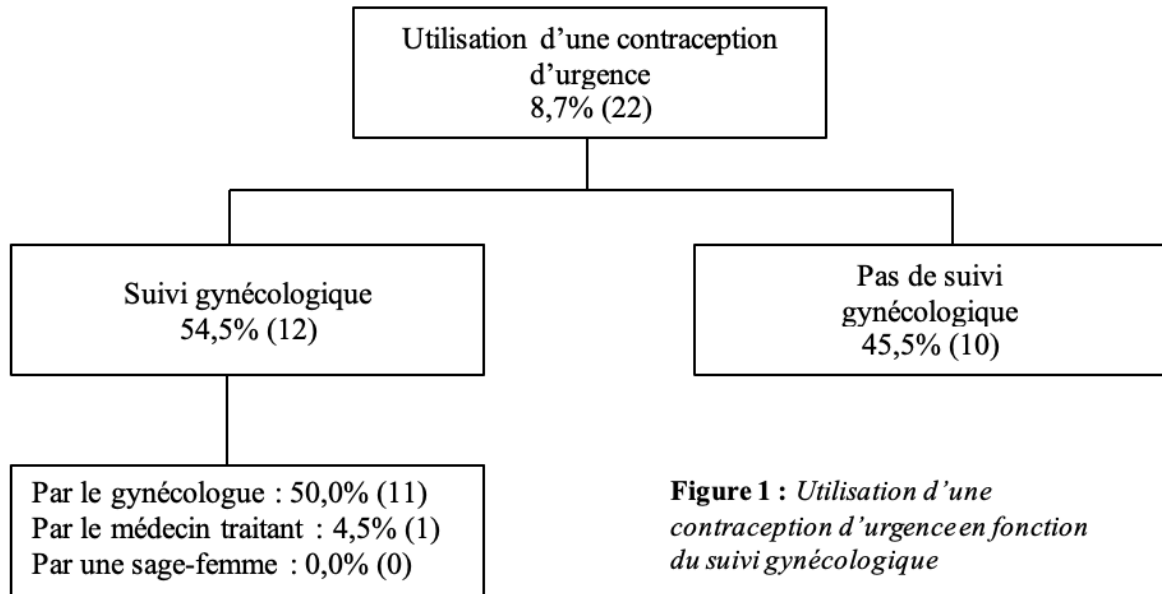 Utilisation d’une contraception
d’urgence
8,7% (22)
Suivi gynécologique
54,5% (12)
Pas de suivi
gynécologique
45,5% (10)
Par le gynécologue : 50,0% (11)
Par le médecin traitant : 4,5% (1)
Par une sage-femme : 0,0% (0)
Figure 1 : Utilisation d’une
contraception d’urgence en fonction
du suivi gynécologique